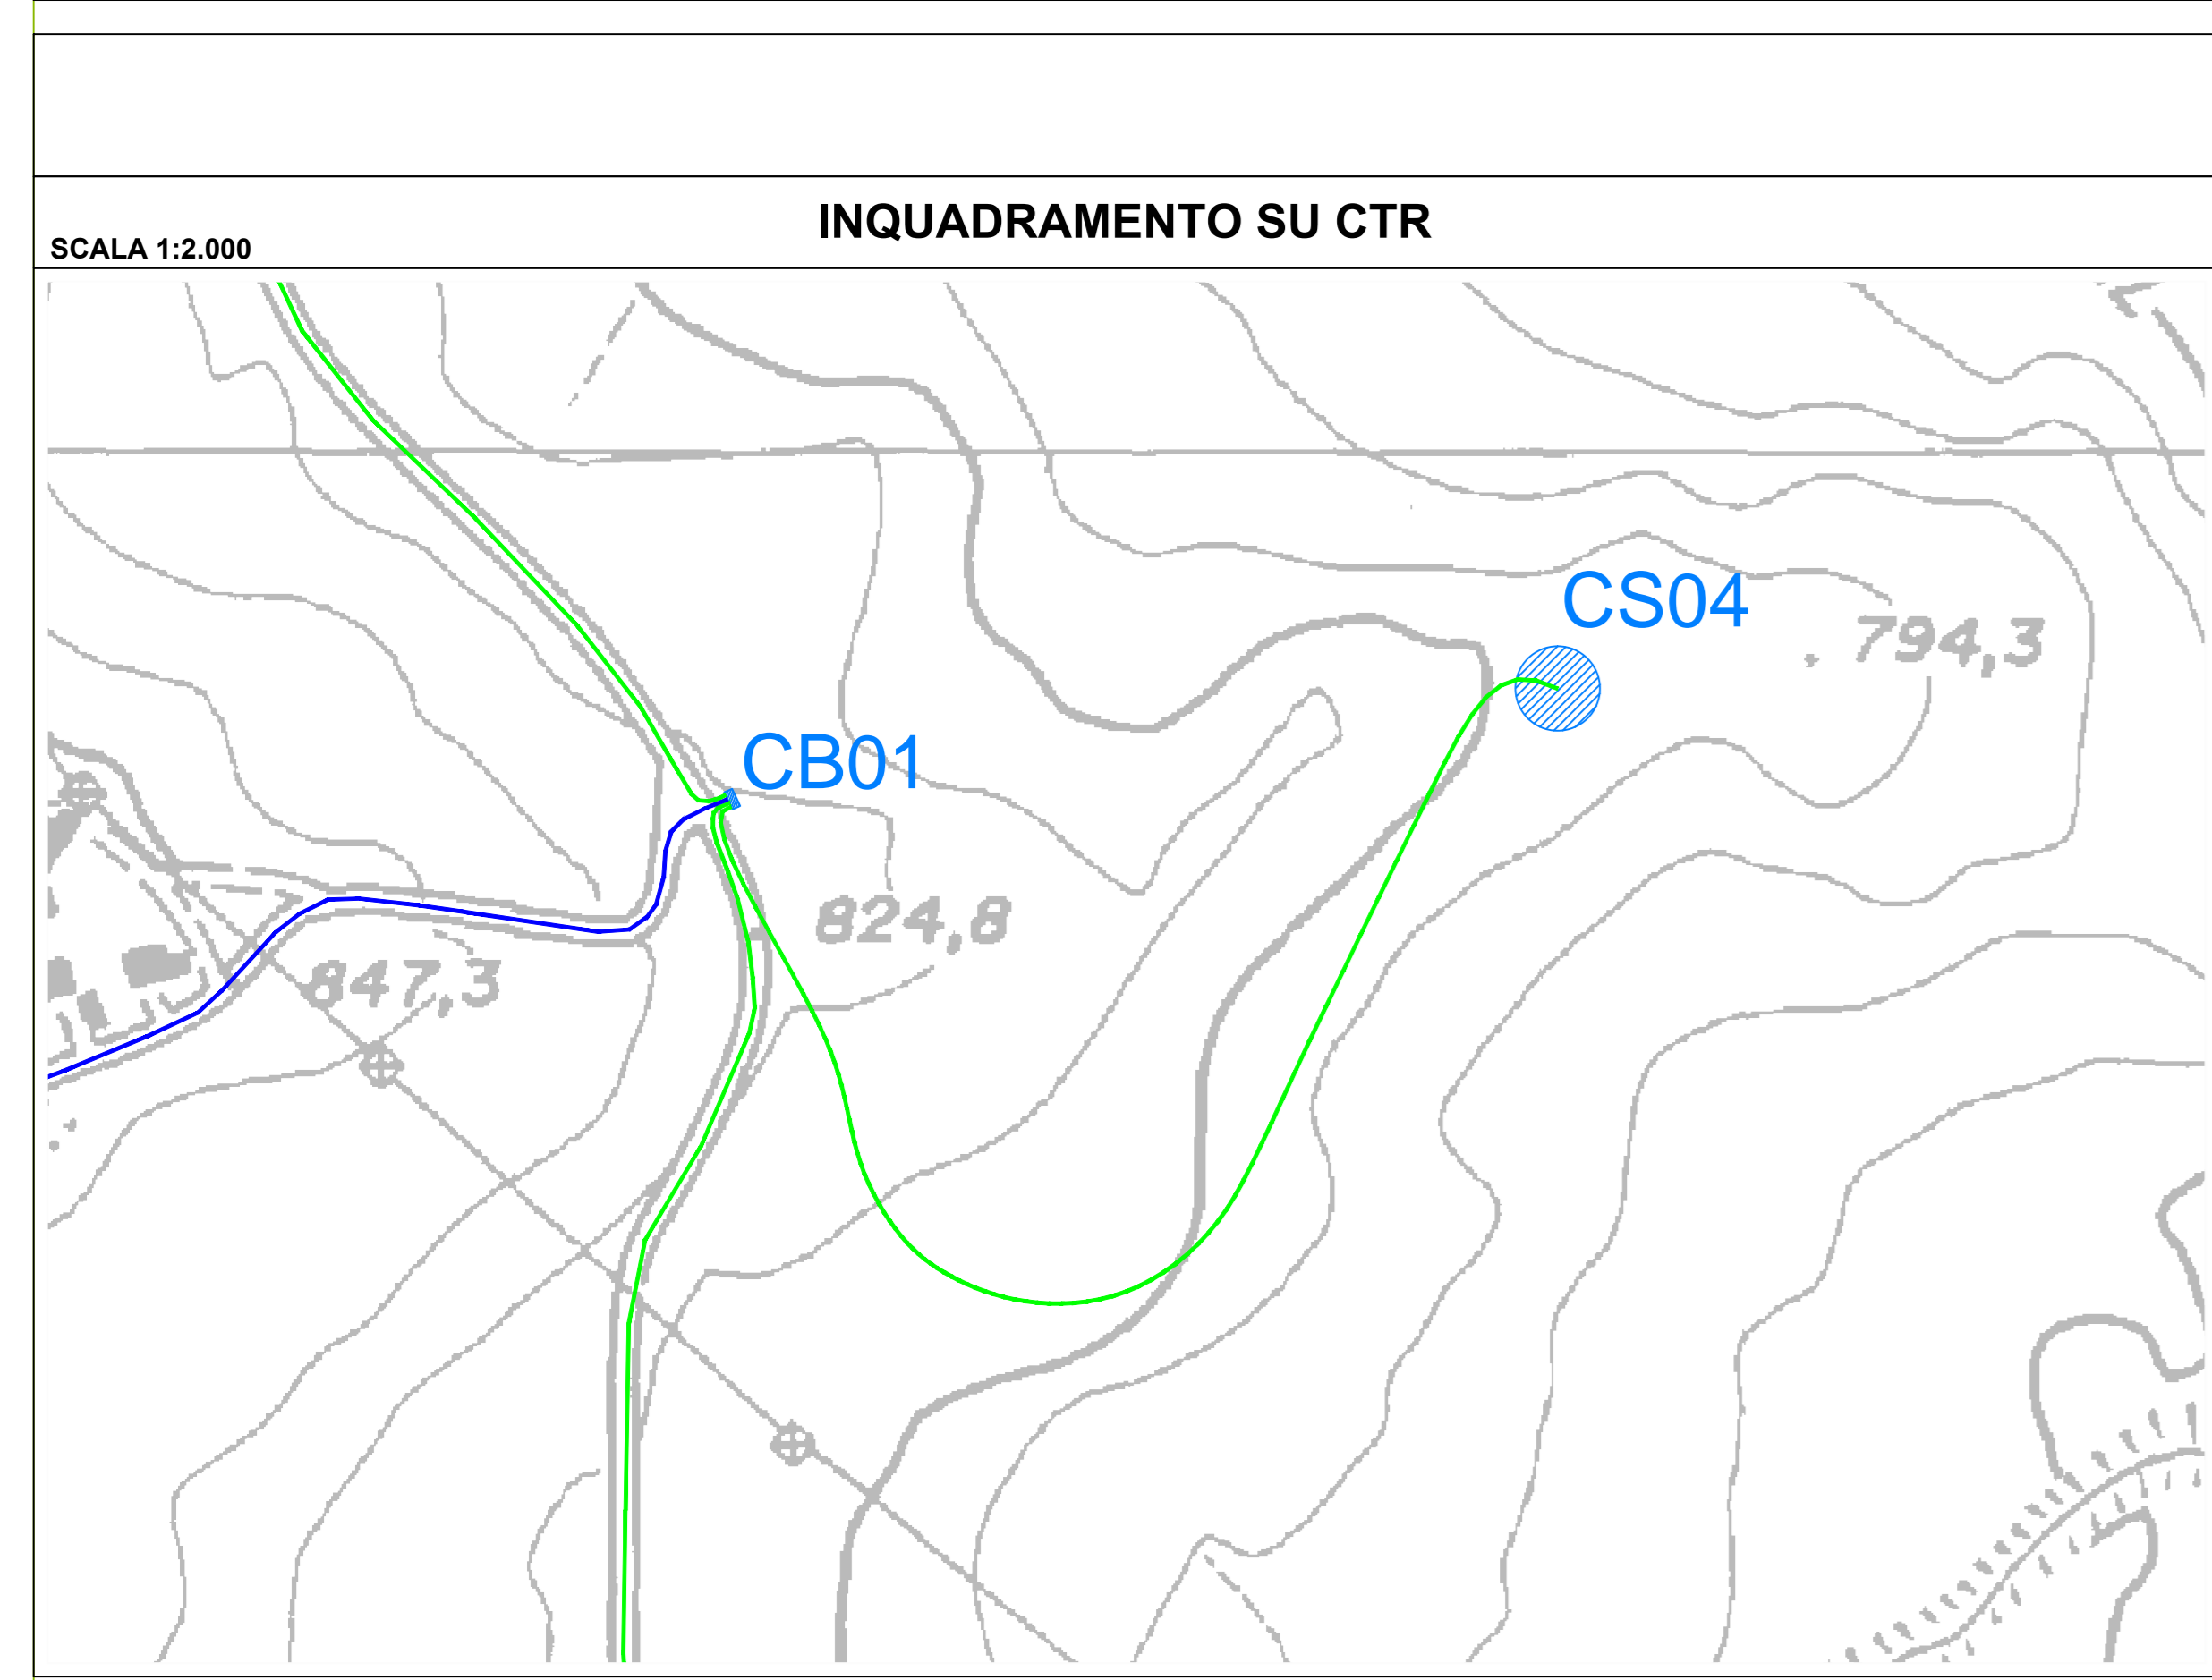 INQUADRAMENTO SU CTR
SCALA 1:2.000
CS04
794,3
CB01
824,8
847,3